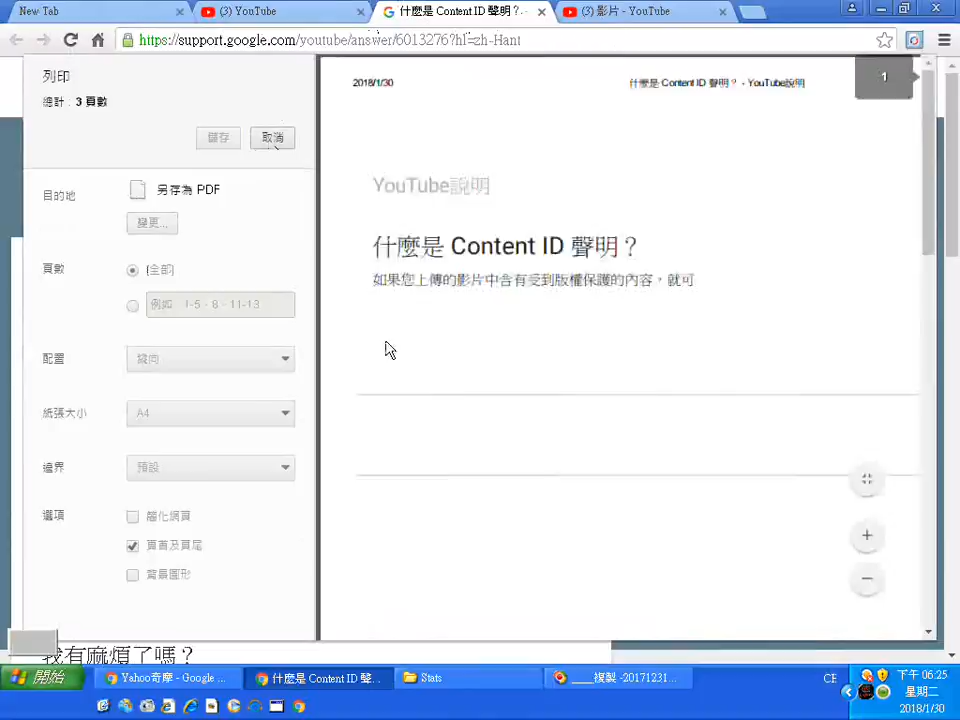 New Tab
(3) YouTube
什麼是 Content ID 聲明？ -
(3) 影片 - YouTube
https://support.google.com/youtube/answer/6013276?hl=zh-Hant
列印
總計： 3 頁數
儲存
取消
目的地
另存為 PDF
變更...
頁數
(全部)
例如 1-5、8、11-13
配置
縱向
紙張大小
A4
邊界
預設
選項
簡化網頁
頁首及頁尾
背景圖形
2018/1/30
什麼是 Content ID 聲明？ - YouTube說明
1
YouTube說明
什麼是 Content ID 聲明？
如果您上傳的影片中含有受到版權保護的內容，就可
我有麻煩了嗎？
開始
Yahoo奇摩 - Google ...
什麼是 Content ID 聲...
Stats
____複製 -20171231...
CE
下午 06:25
星期二
2018/1/30